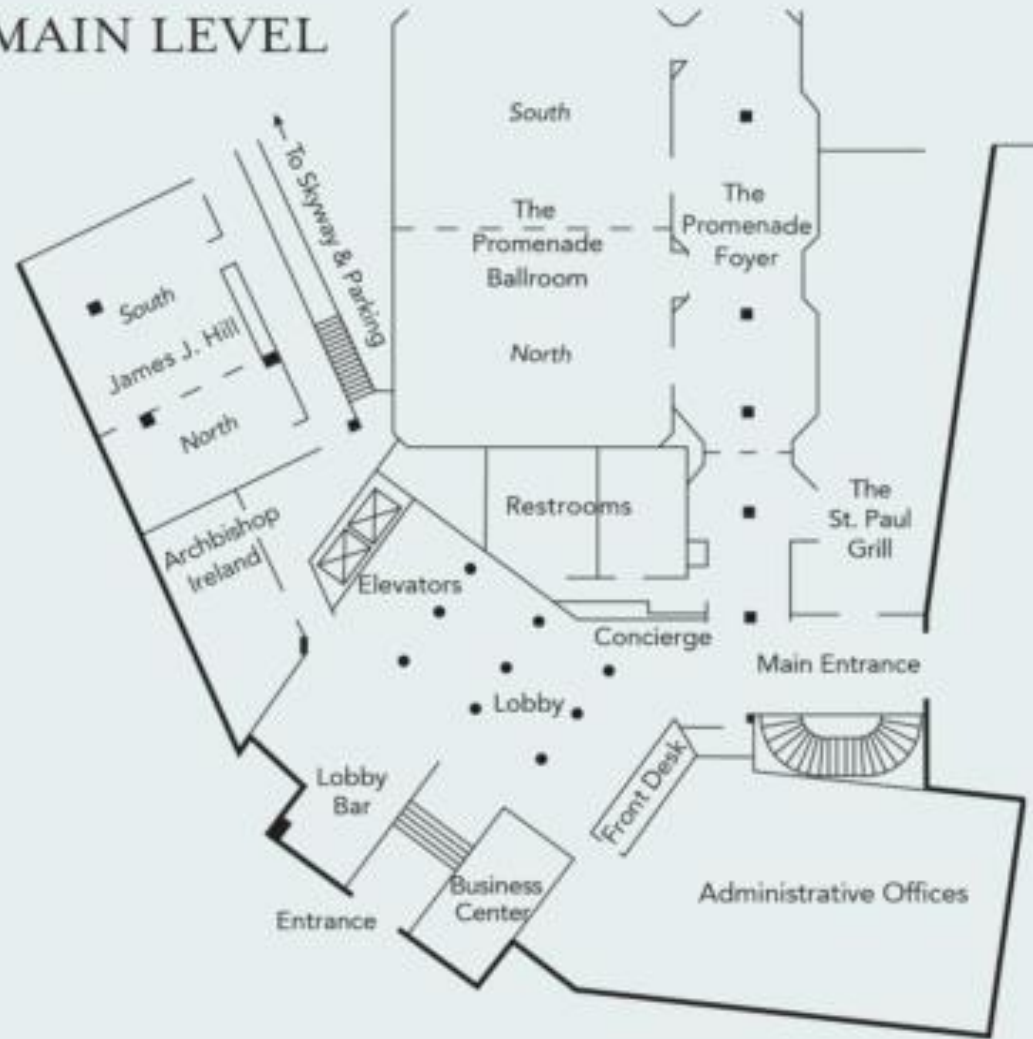 MAIN LEVEL
South
To Skyway & Parking
The
Promenade
Ballroom
The
Promenade
Foyer
South
James J. Hill
North
North
The
St. Paul
Grill
Restrooms
Archbishop
Ireland
Elevators
Concierge
Main Entrance
Lobby
Front Desk
Lobby
Bar
Business
Center
Administrative Offices
Entrance